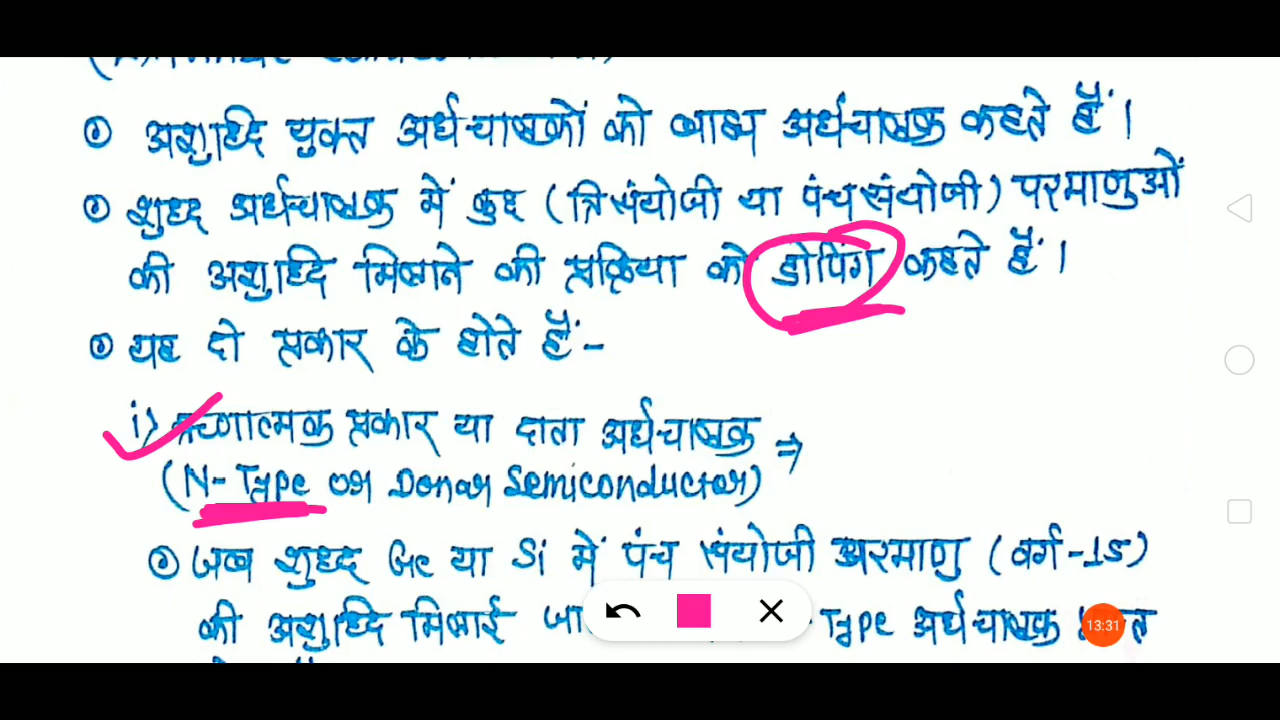 अशुध्दि युक्त अर्धचालकों को बाह्य अर्धचालक कहते हैं।
शुध्द अर्धचालक में कुछ (त्रिसंयोजी या पंचसंयोजी) परमाणुओं
की अशुध्दि मिलाने की प्रक्रिया को डोपिंग कहते हैं।
यह दो प्रकार के होते हैं:-
i) ऋणात्मक प्रकार या दाता अर्धचालक ⇒
(N-Type or Donor Semiconductor)
जब शुध्द Ge या Si में पंच संयोजी परमाणु (वर्ग-15)
की अशुध्दि मिलाई Type अर्धचालक
13:31